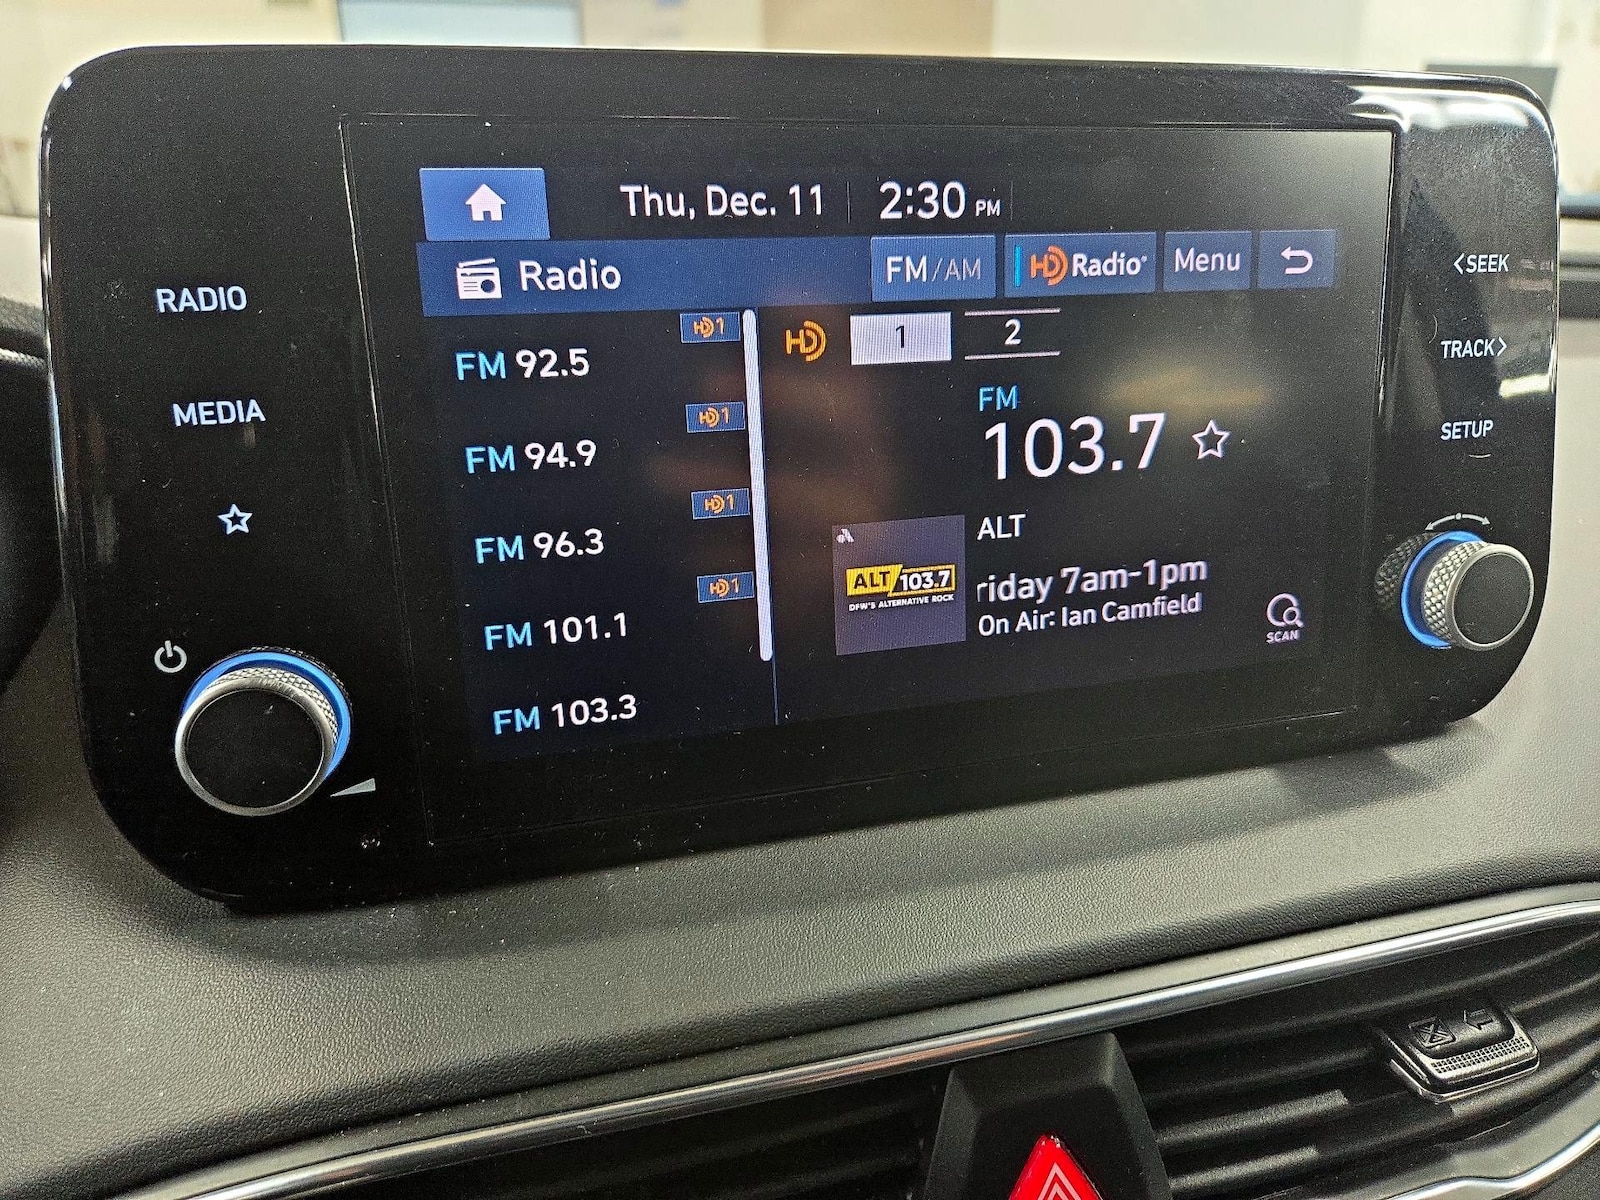 Thu, Dec. 11 2:30 PM
Radio FM/AM HD Radio Menu
RADIO
MEDIA
HD1
FM 92.5
HD1
FM 94.9
HD1
FM 96.3
HD1
FM 101.1
FM 103.3
HD 1 2
FM
103.7
ALT
riday 7am-1pm
On Air: Ian Camfield
ALT 103.7
DFW'S ALTERNATIVE ROCK
SCAN
<SEEK
TRACK>
SETUP